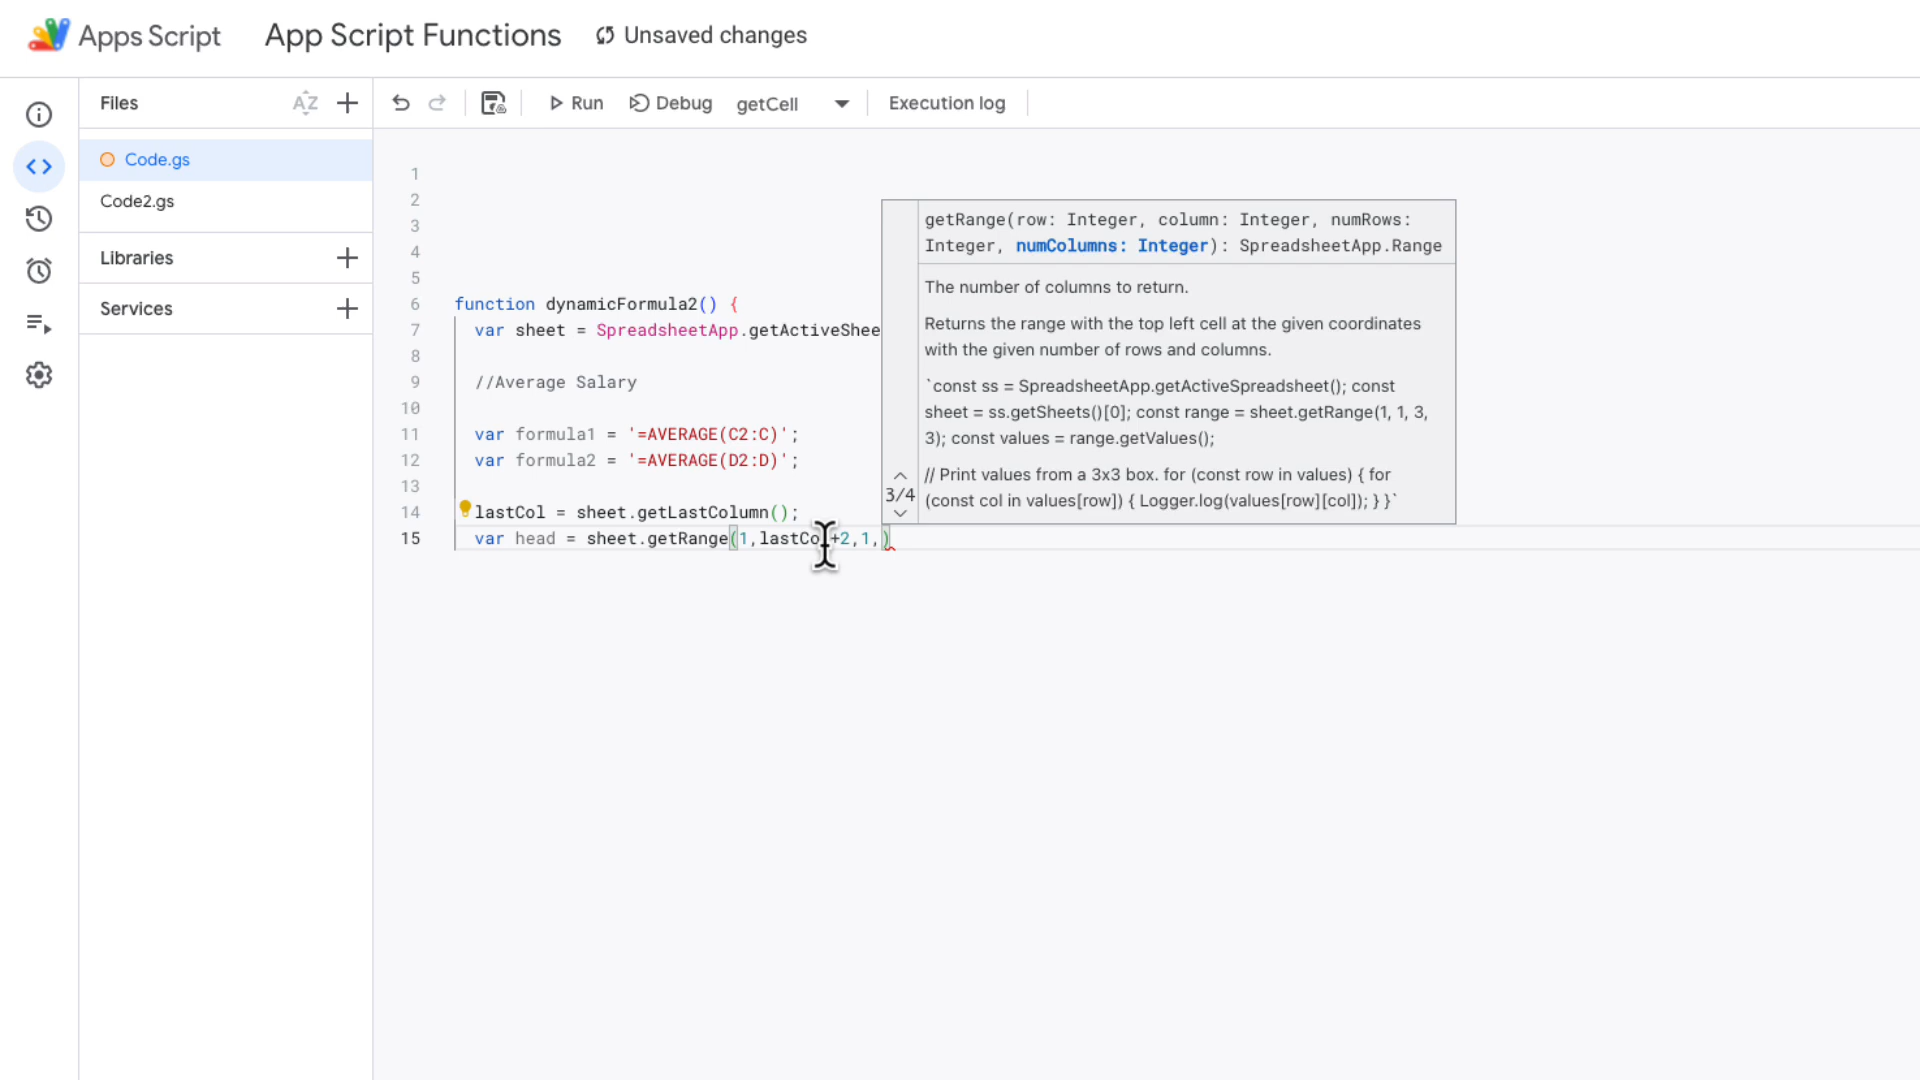 Apps Script
App Script Functions
Unsaved changes
Files
AZ
Run
Debug
getCell
Execution log
Code.gs
Code2.gs
Libraries
Services
1
2
3
4
5
6 function dynamicFormula2() {
7 var sheet = SpreadsheetApp.getActiveShee
8
9 //Average Salary
10
11 var formula1 = '=AVERAGE(C2:C)';
12 var formula2 = '=AVERAGE(D2:D)';
13
14 lastCol = sheet.getLastColumn();
15 var head = sheet.getRange(1,lastCol+2,1,)
getRange(row: Integer, column: Integer, numRows:
Integer, numColumns: Integer): SpreadsheetApp.Range
The number of columns to return.
Returns the range with the top left cell at the given coordinates
with the given number of rows and columns.
`const ss = SpreadsheetApp.getActiveSpreadsheet(); const
sheet = ss.getSheets()[0]; const range = sheet.getRange(1, 1, 3,
3); const values = range.getValues();
// Print values from a 3x3 box. for (const row in values) { for
(const col in values[row]) { Logger.log(values[row][col]); } }`
3/4